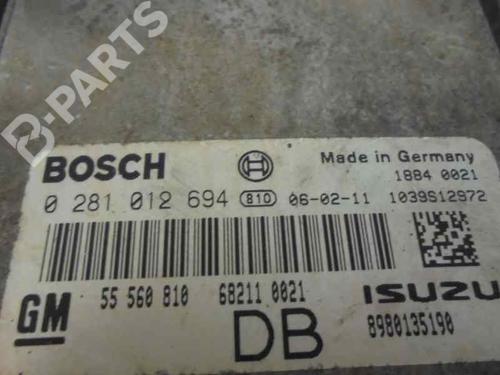 B-PARTS
BOSCH
Made in Germany
1884 0021
0 281 012 694 810 06-02-11 1039S12972
55 560 810 68211 0021
GM DB ISUZU
8980135190